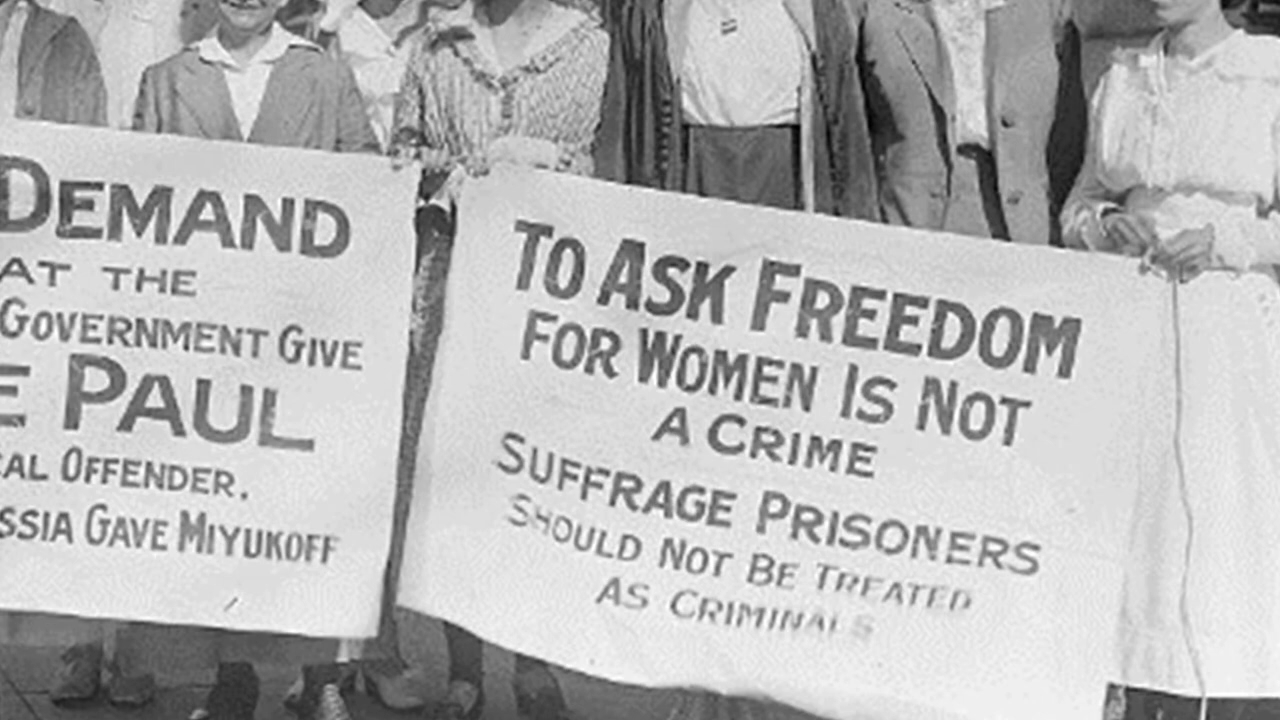 DEMAND
AT THE
GOVERNMENT GIVE
E PAUL
CAL OFFENDER.
SSIA GAVE MIYUKOFF
TO ASK FREEDOM
FOR WOMEN IS NOT
A CRIME
SUFFRAGE PRISONERS
SHOULD NOT BE TREATED
AS CRIMINALS